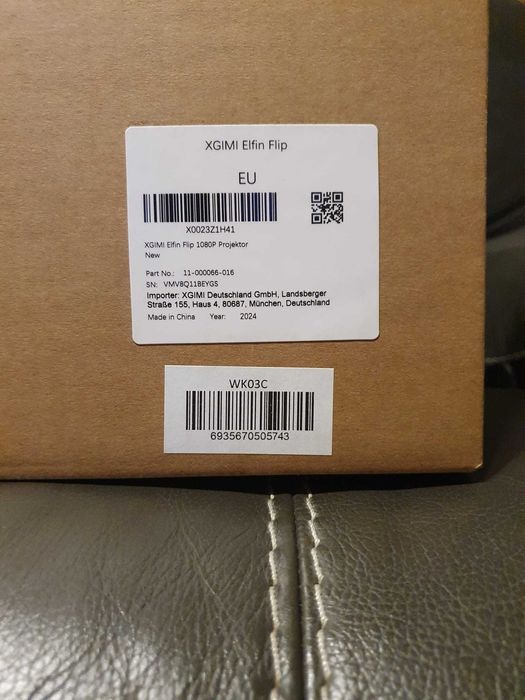 XGIMI Elfin Flip
EU
X0023Z1H41
XGIMI Elfin Flip 1080P Projektor
New
Part No.: 11-000066-016
SN: VMV8Q11BEYGS
Importer: XGIMI Deutschland GmbH, Landsberger
Straße 155, Haus 4, 80687, München, Deutschland
Made in China Year: 2024
WK03C
6935670505743